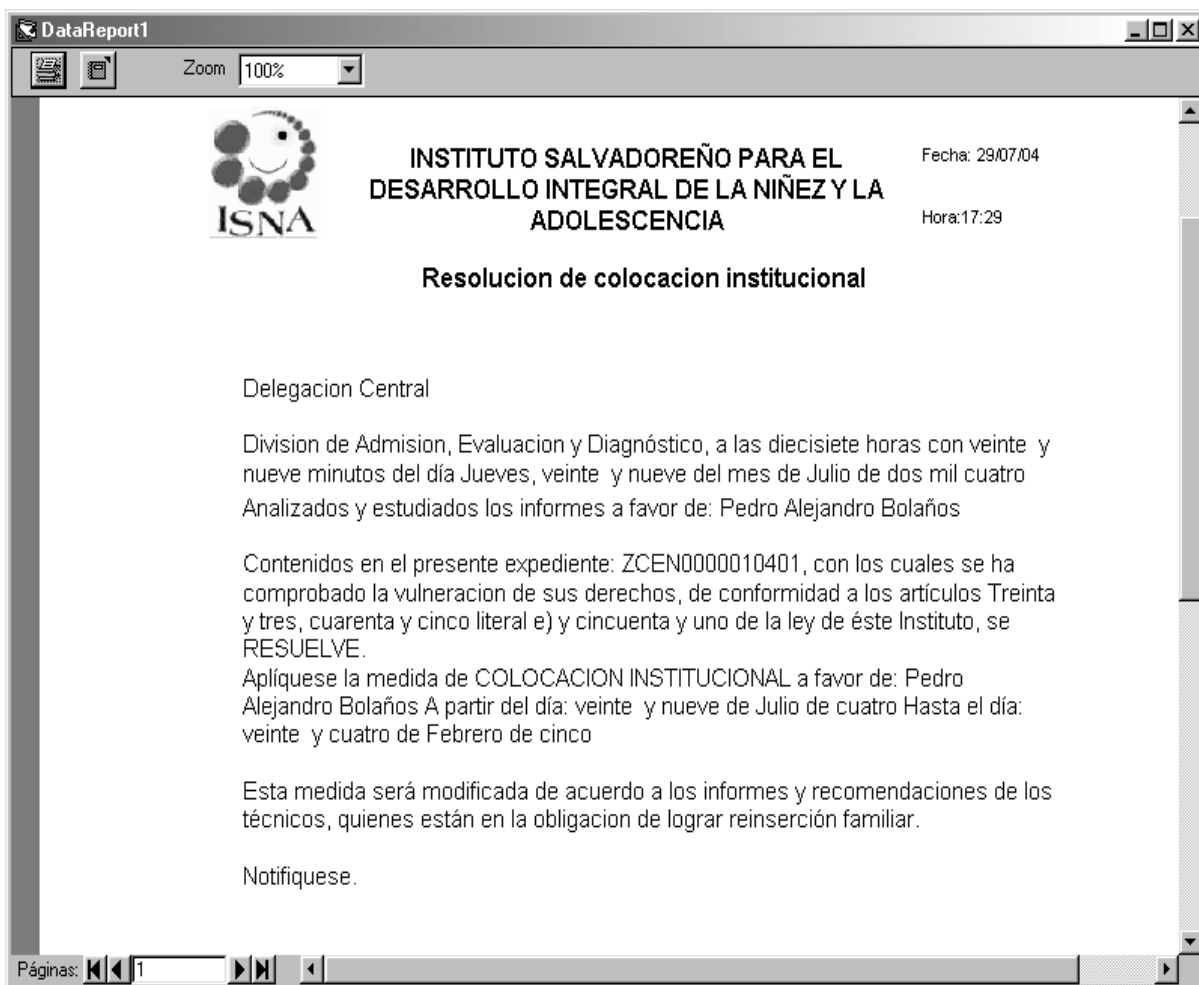 DataReport1
Zoom 100%
ISNA
INSTITUTO SALVADOREÑO PARA EL
DESARROLLO INTEGRAL DE LA NIÑEZ Y LA
ADOLESCENCIA
Fecha: 29/07/04
Hora:17:29
Resolucion de colocacion institucional
Delegacion Central
Division de Admision, Evaluacion y Diagnóstico, a las diecisiete horas con veinte y
nueve minutos del día Jueves, veinte y nueve del mes de Julio de dos mil cuatro
Analizados y estudiados los informes a favor de: Pedro Alejandro Bolaños
Contenidos en el presente expediente: ZCEN0000010401, con los cuales se ha
comprobado la vulneracion de sus derechos, de conformidad a los artículos Treinta
y tres, cuarenta y cinco literal e) y cincuenta y uno de la ley de éste Instituto, se
RESUELVE.
Aplíquese la medida de COLOCACION INSTITUCIONAL a favor de: Pedro
Alejandro Bolaños A partir del día: veinte y nueve de Julio de cuatro Hasta el día:
veinte y cuatro de Febrero de cinco
Esta medida será modificada de acuerdo a los informes y recomendaciones de los
técnicos, quienes están en la obligacion de lograr reinserción familiar.
Notifiquese.
Páginas: 1